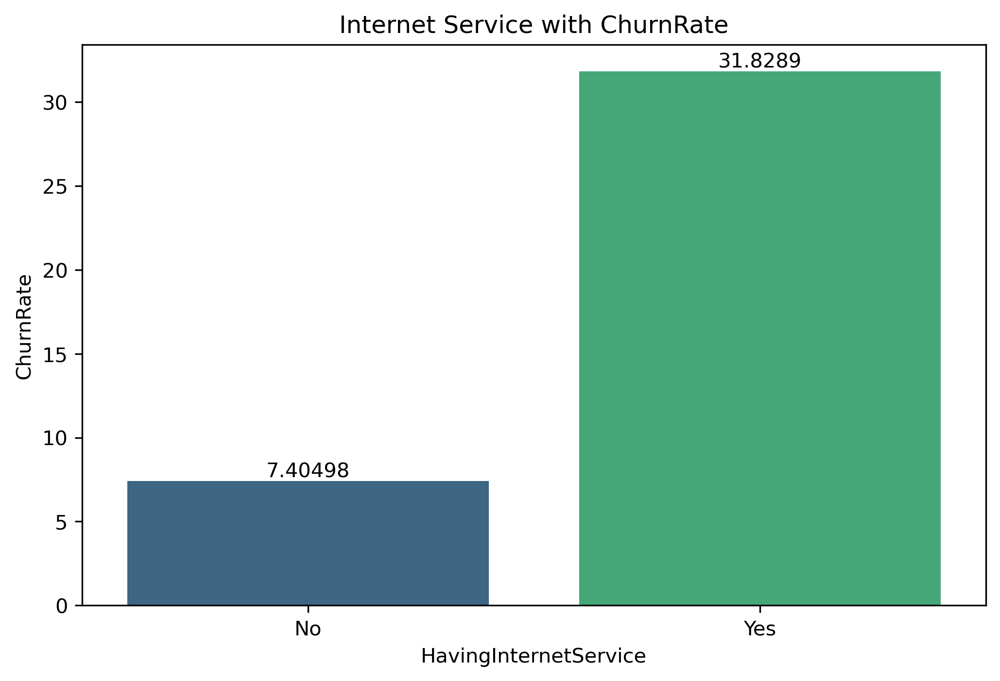 Internet Service with ChurnRate
31.8289
30
25
20
15
10
5
0
ChurnRate
7.40498
No
Yes
HavingInternetService